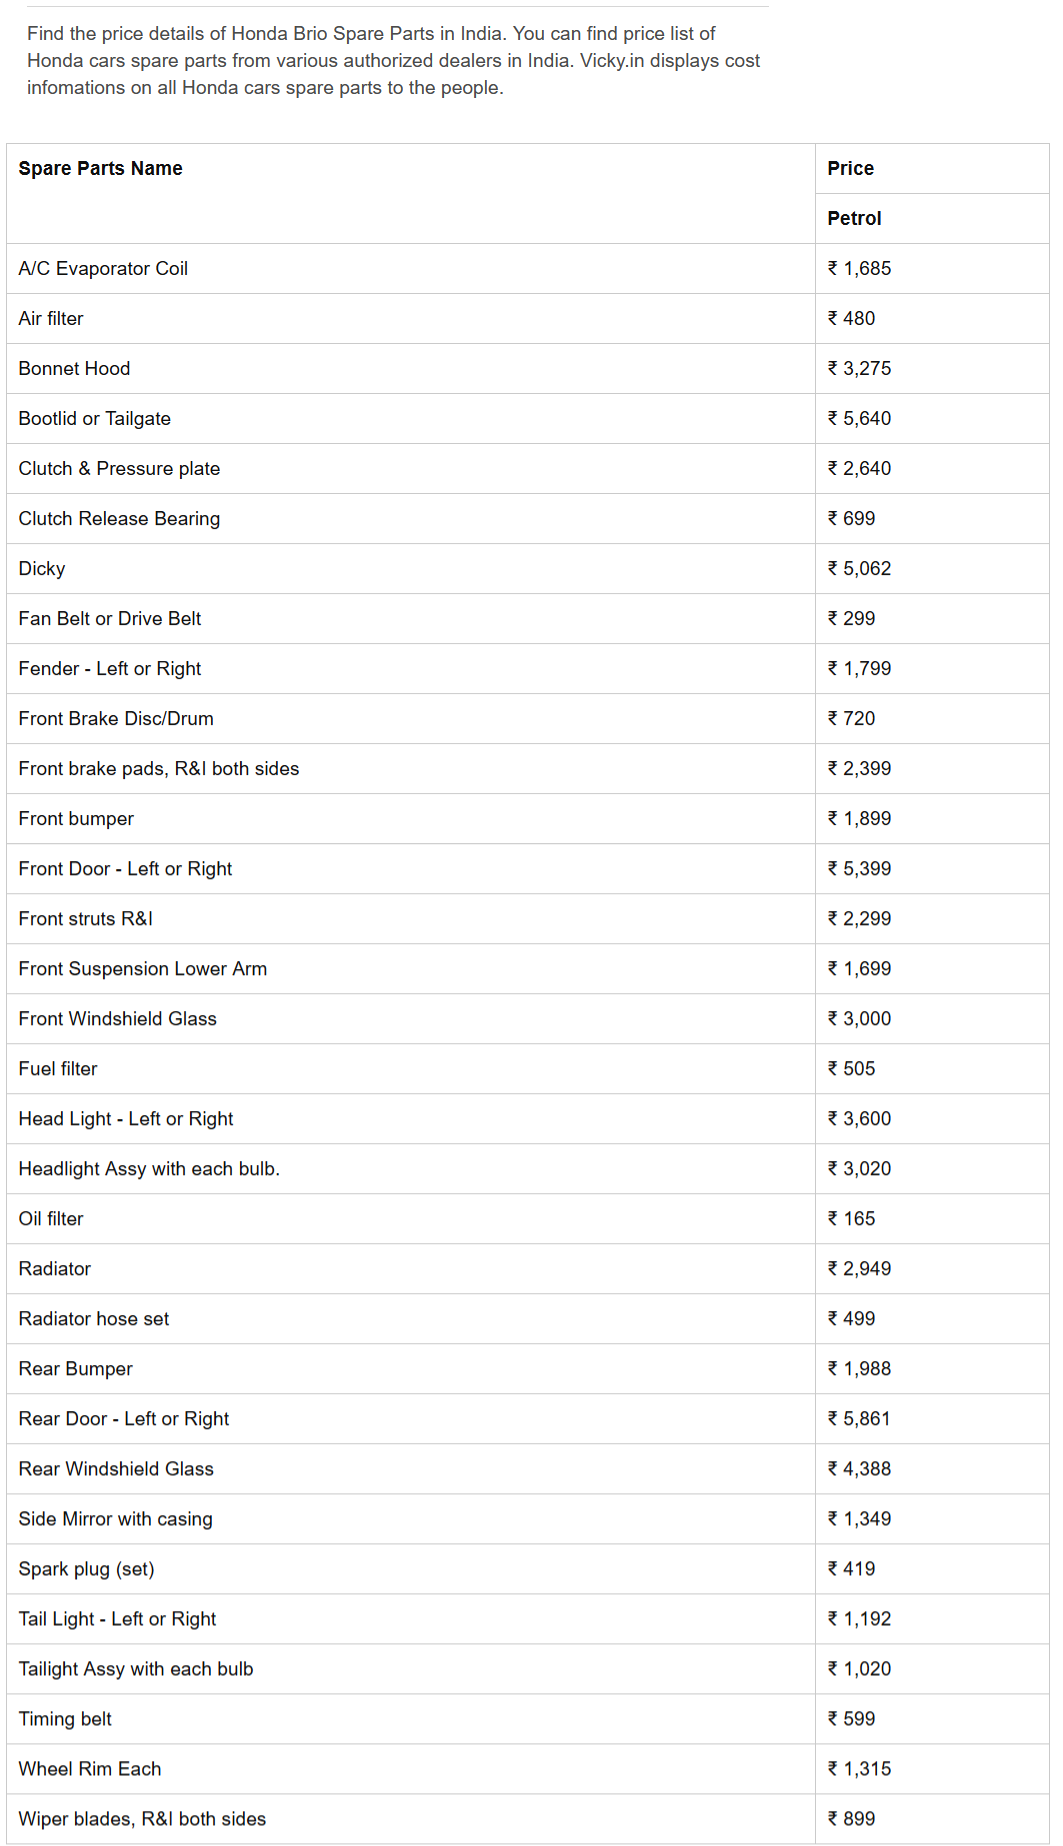 Find the price details of Honda Brio Spare Parts in India. You can find price list of
Honda cars spare parts from various authorized dealers in India. Vicky.in displays cost
infomations on all Honda cars spare parts to the people.
Spare Parts Name Price
Petrol
A/C Evaporator Coil ₹ 1,685
Air filter ₹ 480
Bonnet Hood ₹ 3,275
Bootlid or Tailgate ₹ 5,640
Clutch & Pressure plate ₹ 2,640
Clutch Release Bearing ₹ 699
Dicky ₹ 5,062
Fan Belt or Drive Belt ₹ 299
Fender - Left or Right ₹ 1,799
Front Brake Disc/Drum ₹ 720
Front brake pads, R&I both sides ₹ 2,399
Front bumper ₹ 1,899
Front Door - Left or Right ₹ 5,399
Front struts R&I ₹ 2,299
Front Suspension Lower Arm ₹ 1,699
Front Windshield Glass ₹ 3,000
Fuel filter ₹ 505
Head Light - Left or Right ₹ 3,600
Headlight Assy with each bulb. ₹ 3,020
Oil filter ₹ 165
Radiator ₹ 2,949
Radiator hose set ₹ 499
Rear Bumper ₹ 1,988
Rear Door - Left or Right ₹ 5,861
Rear Windshield Glass ₹ 4,388
Side Mirror with casing ₹ 1,349
Spark plug (set) ₹ 419
Tail Light - Left or Right ₹ 1,192
Tailight Assy with each bulb ₹ 1,020
Timing belt ₹ 599
Wheel Rim Each ₹ 1,315
Wiper blades, R&I both sides ₹ 899